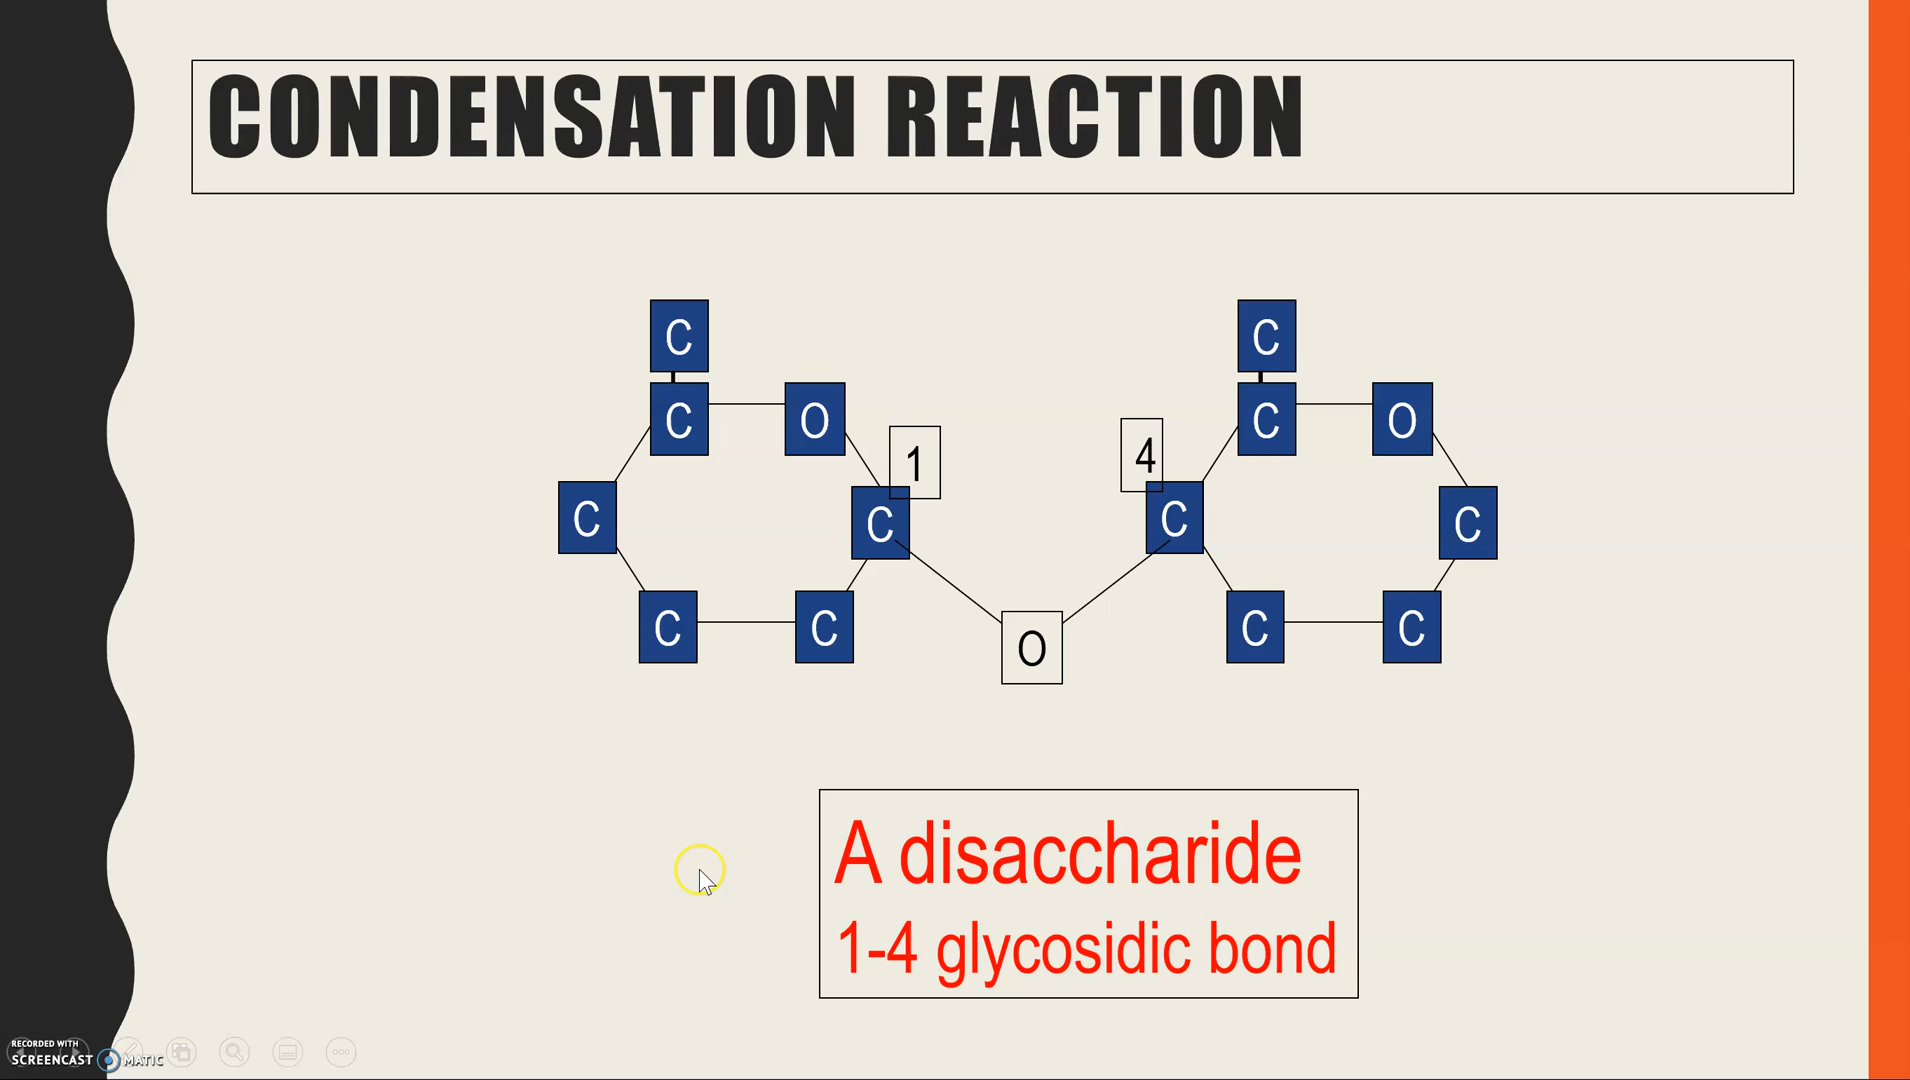 CONDENSATION REACTION
C C
C O C O
1 4
C C C C
C C C C
O
A disaccharide
1-4 glycosidic bond
RECORDED WITH
SCREENCAST MATIC